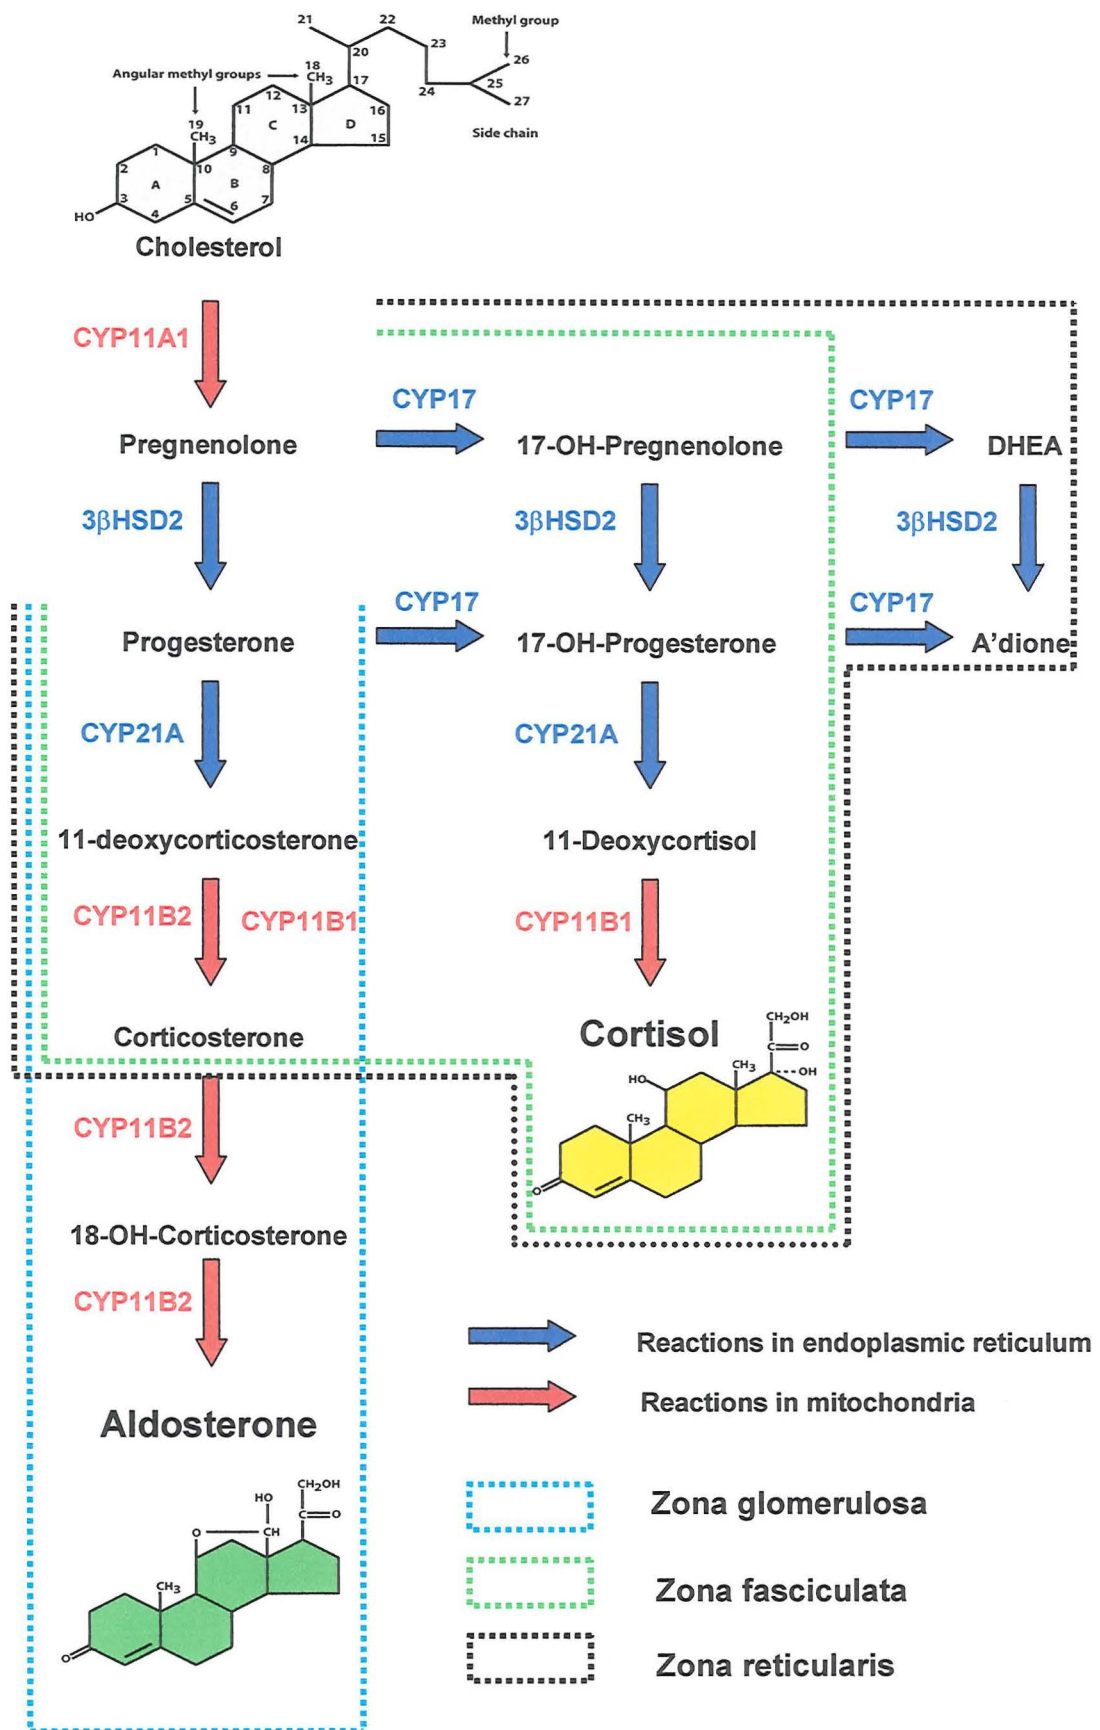 21
22
Methyl group
20
23
26
Angular methyl groups
18
CH3
17
24
25
27
12
11
13
16
19
CH3
C
D
Side chain
14
15
1
9
2
10
8
A
B
3
5
6
7
HO
4
Cholesterol
CYP11A1
CYP17
CYP17
Pregnenolone
17-OH-Pregnenolone
DHEA
3βHSD2
3βHSD2
3βHSD2
CYP17
CYP17
Progesterone
17-OH-Progesterone
A'dione
CYP21A
CYP21A
11-deoxycorticosterone
11-Deoxycortisol
CYP11B2
CYP11B1
CYP11B1
Corticosterone
Cortisol
CH2OH
C
O
CH3
OH
HO
CH3
O
CYP11B2
18-OH-Corticosterone
CYP11B2
Reactions in endoplasmic reticulum
Reactions in mitochondria
Aldosterone
CH2OH
HO
C
O
O
CH
CH3
O
Zona glomerulosa
Zona fasciculata
Zona reticularis